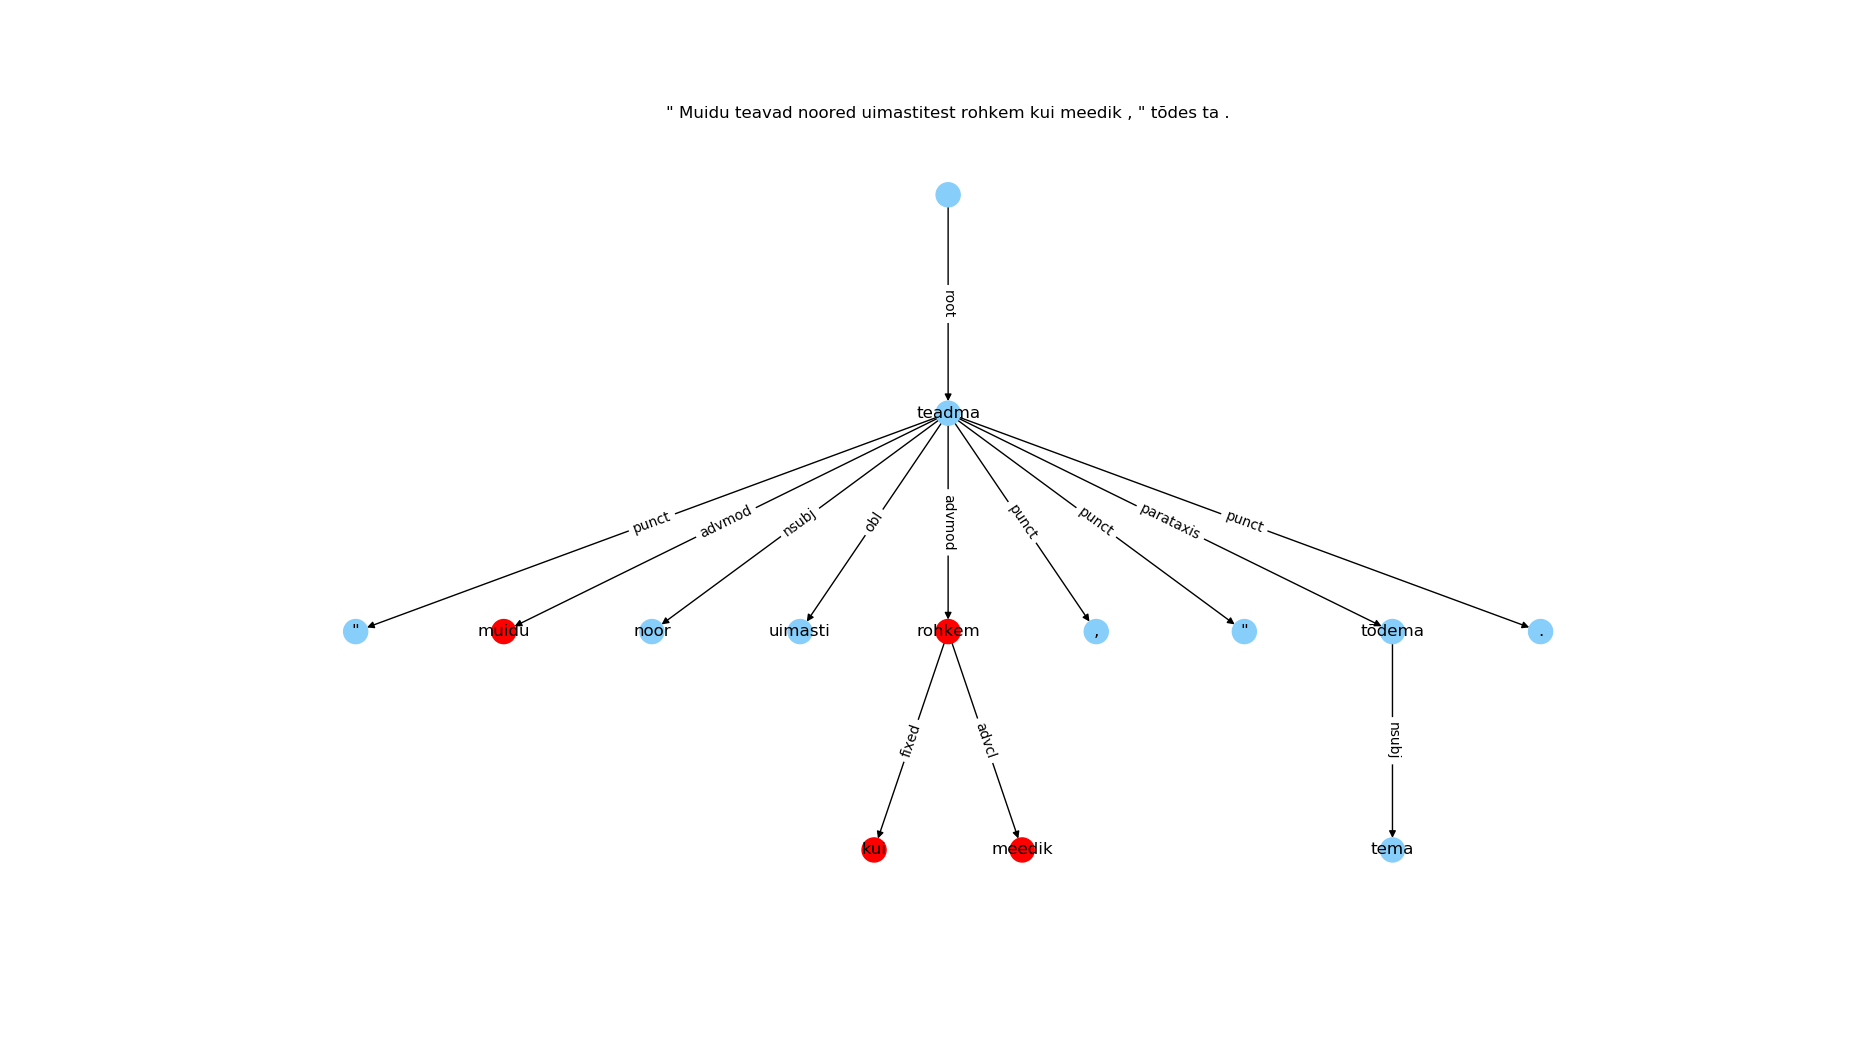 " Muidu teavad noored uimastitest rohkem kui meedik , " tõdes ta .
root
teadma
punct
advmod
nsubj
obl
advmod
punct
punct
parataxis
punct
"
muidu
noor
uimasti
rohkem
,
"
tõdema
.
fixed
advcl
nsubj
kui
meedik
tema